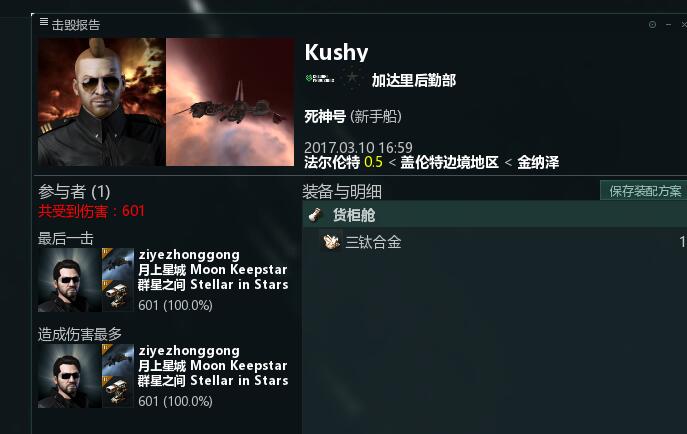 击毁报告
Kushy
加达里后勤部
死神号 (新手船)
2017.03.10 16:59
法尔伦特 0.5 < 盖伦特边境地区 < 金纳泽
参与者 (1)
共受到伤害：601
最后一击
ziyezhonggong
月上星城 Moon Keepstar
群星之间 Stellar in Stars
601 (100.0%)
造成伤害最多
ziyezhonggong
月上星城 Moon Keepstar
群星之间 Stellar in Stars
601 (100.0%)
装备与明细
保存装配方案
货柜舱
三钛合金 1